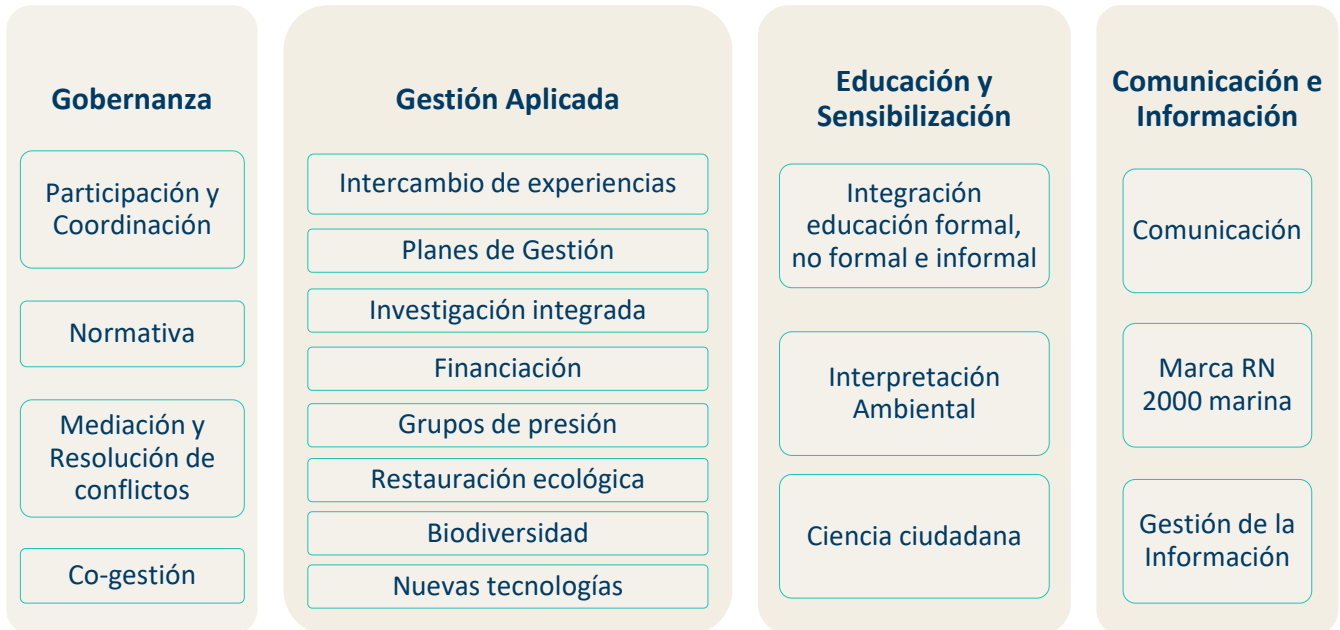 Gobernanza
Participación y
Coordinación
Normativa
Mediación y
Resolución de
conflictos
Co-gestión
Gestión Aplicada
Intercambio de experiencias
Planes de Gestión
Investigación integrada
Financiación
Grupos de presión
Restauración ecológica
Biodiversidad
Nuevas tecnologías
Educación y
Sensibilización
Integración
educación formal,
no formal e informal
Interpretación
Ambiental
Ciencia ciudadana
Comunicación e
Información
Comunicación
Marca RN
2000 marina
Gestión de la
Información